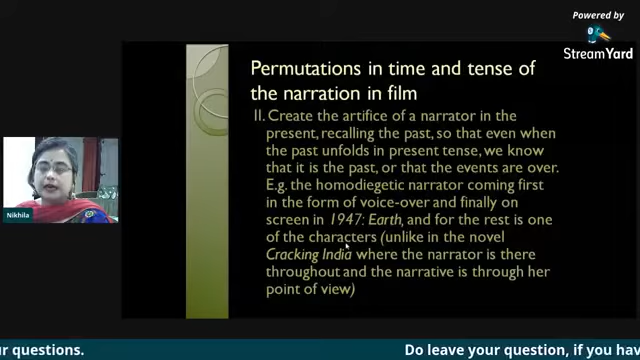 Powered by
StreamYard
Permutations in time and tense of
the narration in film
II. Create the artifice of a narrator in the
present, recalling the past, so that even when
the past unfolds in present tense, we know
that it is the past, or that the events are over.
E.g. the homodiegetic narrator coming first
in the form of voice-over and finally on
screen in 1947: Earth, and for the rest is one
of the characters (unlike in the novel
Cracking India where the narrator is there
throughout and the narrative is through her
point of view)
Nikhila
ur questions.
Do leave your question, if you hav